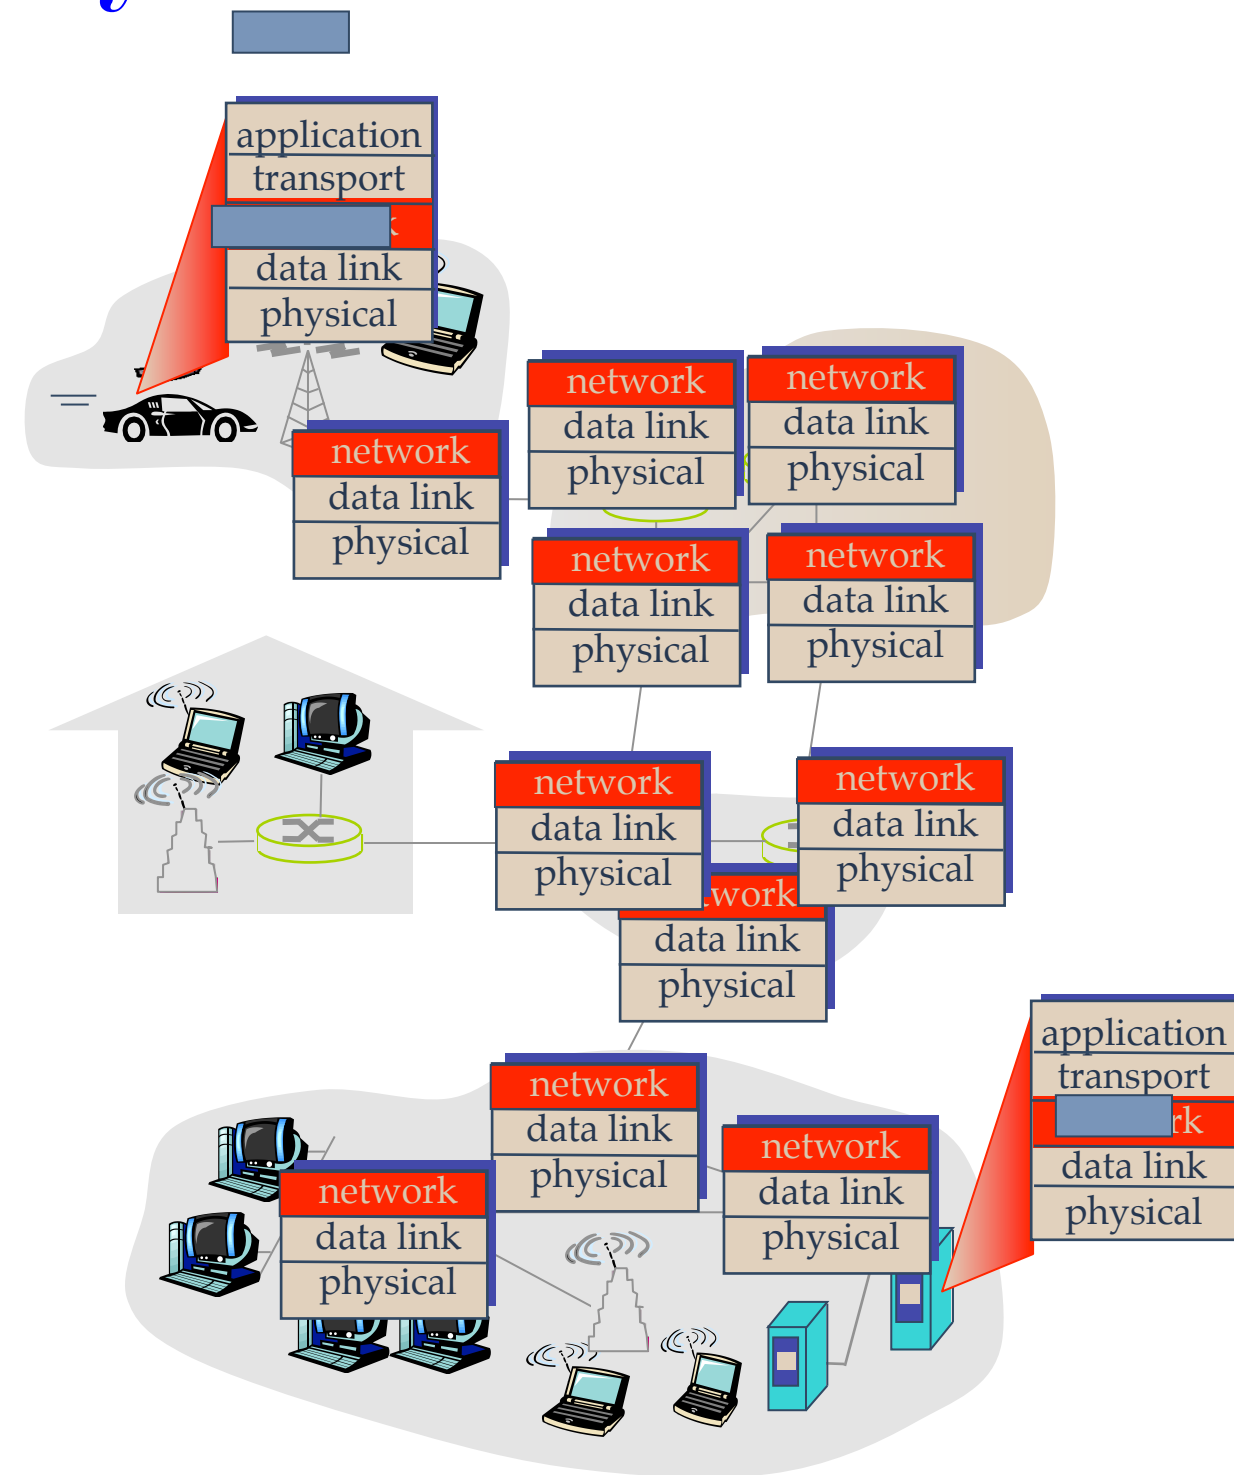 application
transport
data link
physical
network
data link
physical
network
data link
physical
network
data link
physical
network
data link
physical
network
data link
physical
network
data link
physical
network
data link
physical
data link
physical
application
transport
data link
physical
network
data link
physical
network
data link
physical
network
data link
physical